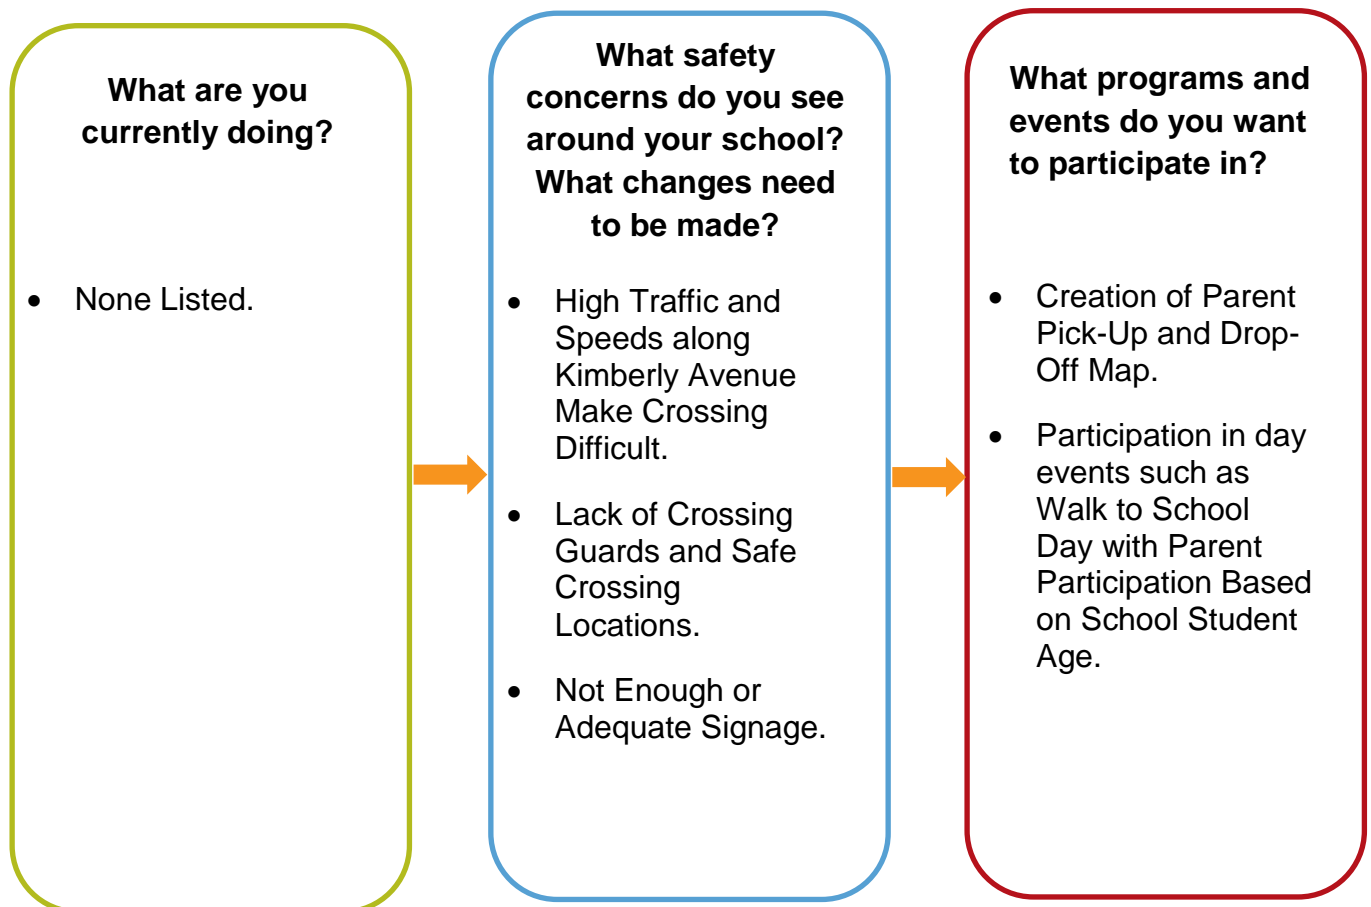 What are you
currently doing?
• None Listed.
What safety
concerns do you see
around your school?
What changes need
to be made?
• High Traffic and
Speeds along
Kimberly Avenue
Make Crossing
Difficult.
• Lack of Crossing
Guards and Safe
Crossing
Locations.
• Not Enough or
Adequate Signage.
What programs and
events do you want
to participate in?
• Creation of Parent
Pick-Up and Drop-
Off Map.
• Participation in day
events such as
Walk to School
Day with Parent
Participation Based
on School Student
Age.